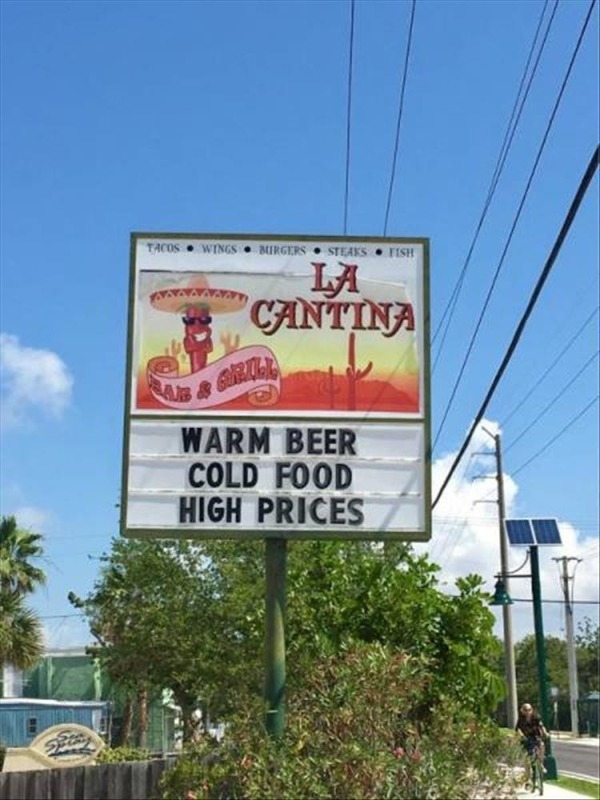 TACOS • WINGS • BURGERS • STEAKS • FISH
LA
CANTINA
BAR & GRILL
WARM BEER
COLD FOOD
HIGH PRICES